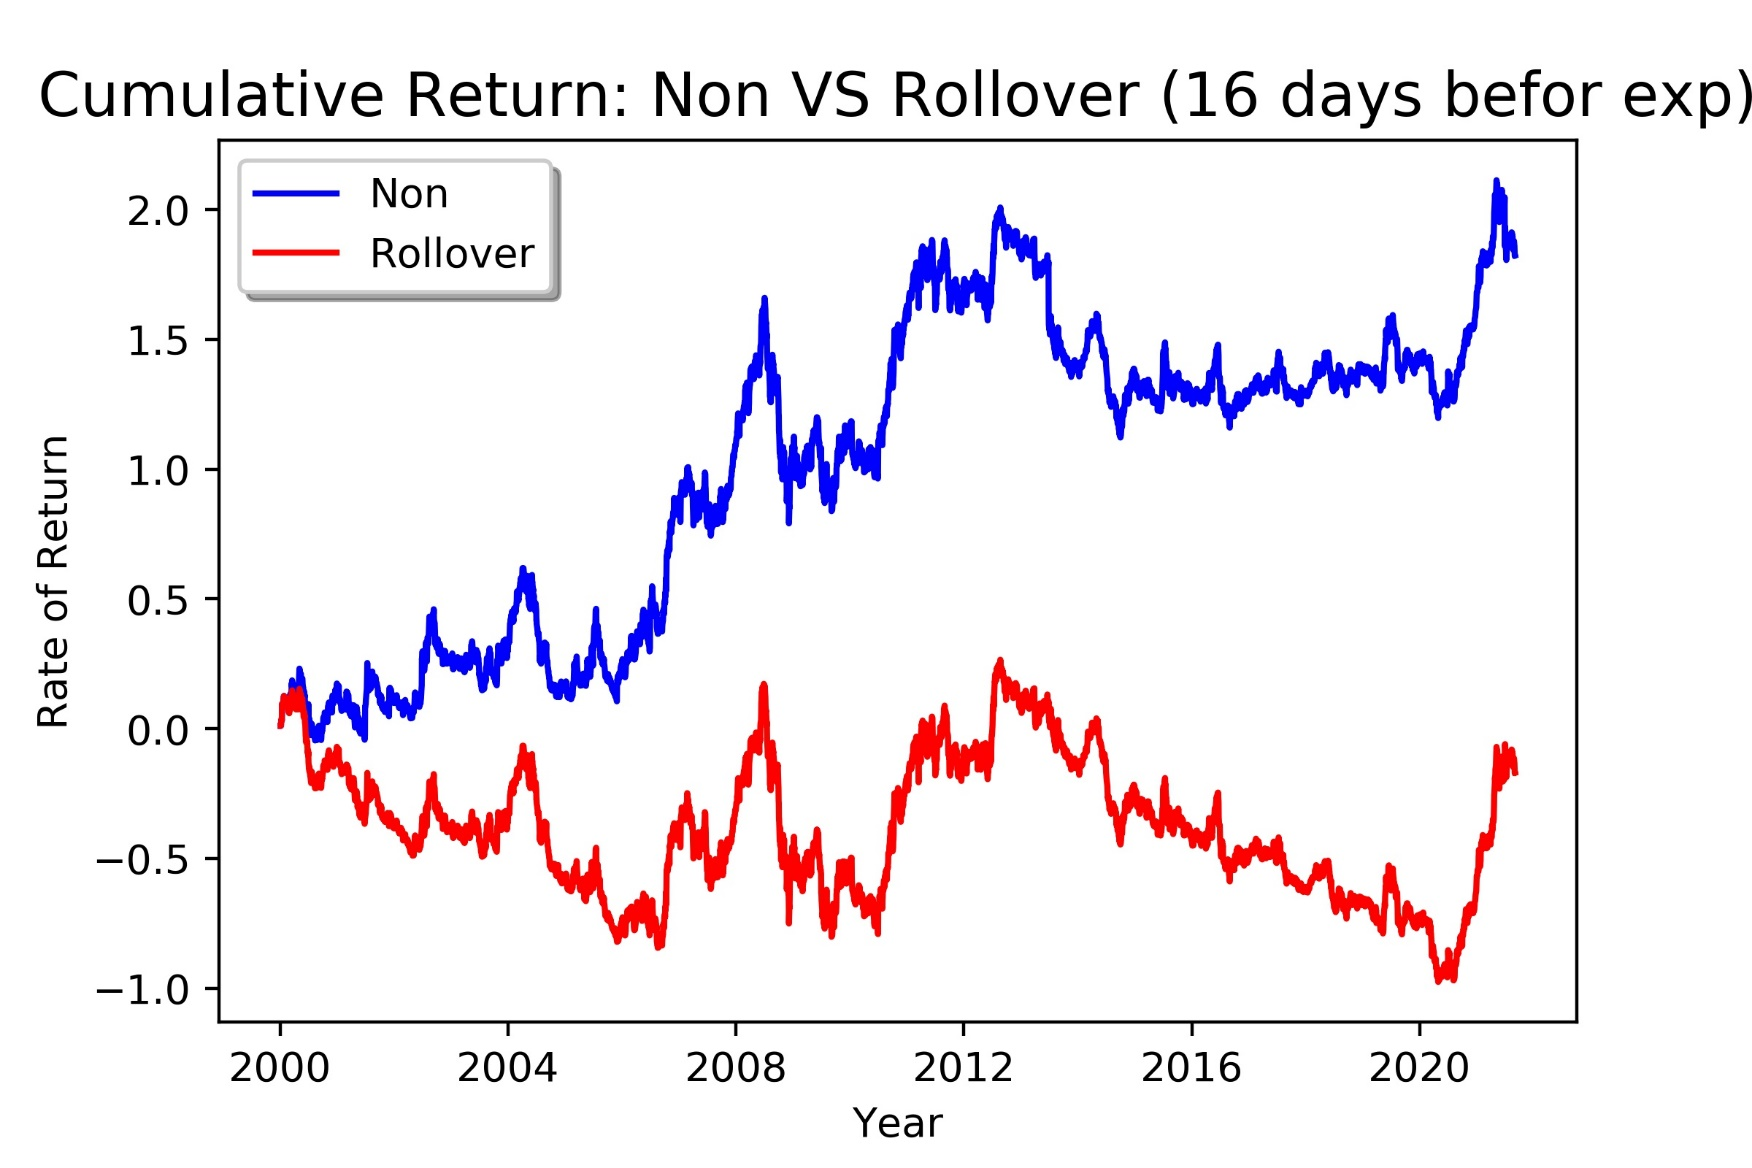 Cumulative Return: Non VS Rollover (16 days befor exp)
Non
Rollover
2.0
1.5
1.0
0.5
0.0
−0.5
−1.0
Rate of Return
2000 2004 2008 2012 2016 2020
Year